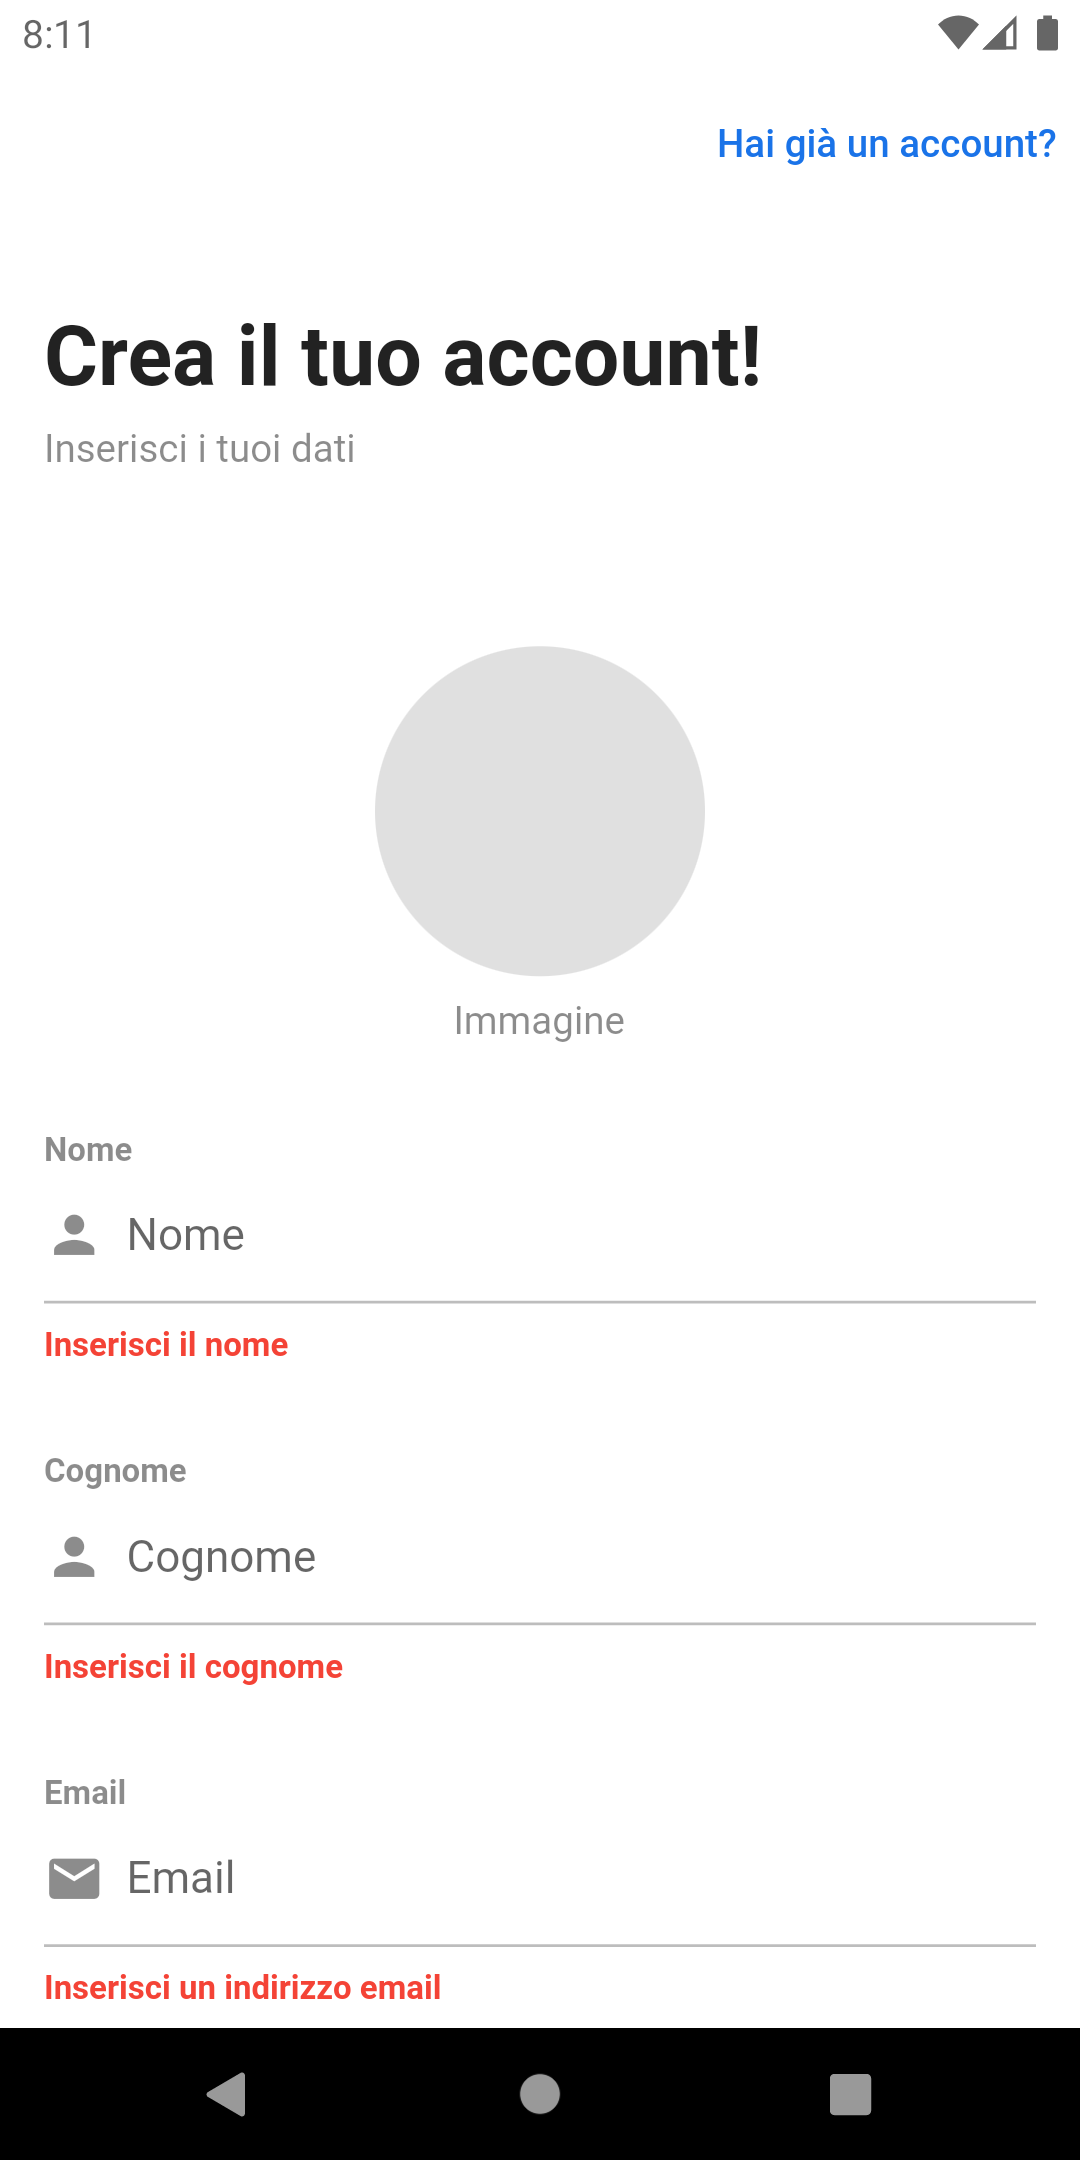 8:11
Hai già un account?
Crea il tuo account!
Inserisci i tuoi dati
Immagine
Nome
Nome
Inserisci il nome
Cognome
Cognome
Inserisci il cognome
Email
Email
Inserisci un indirizzo email